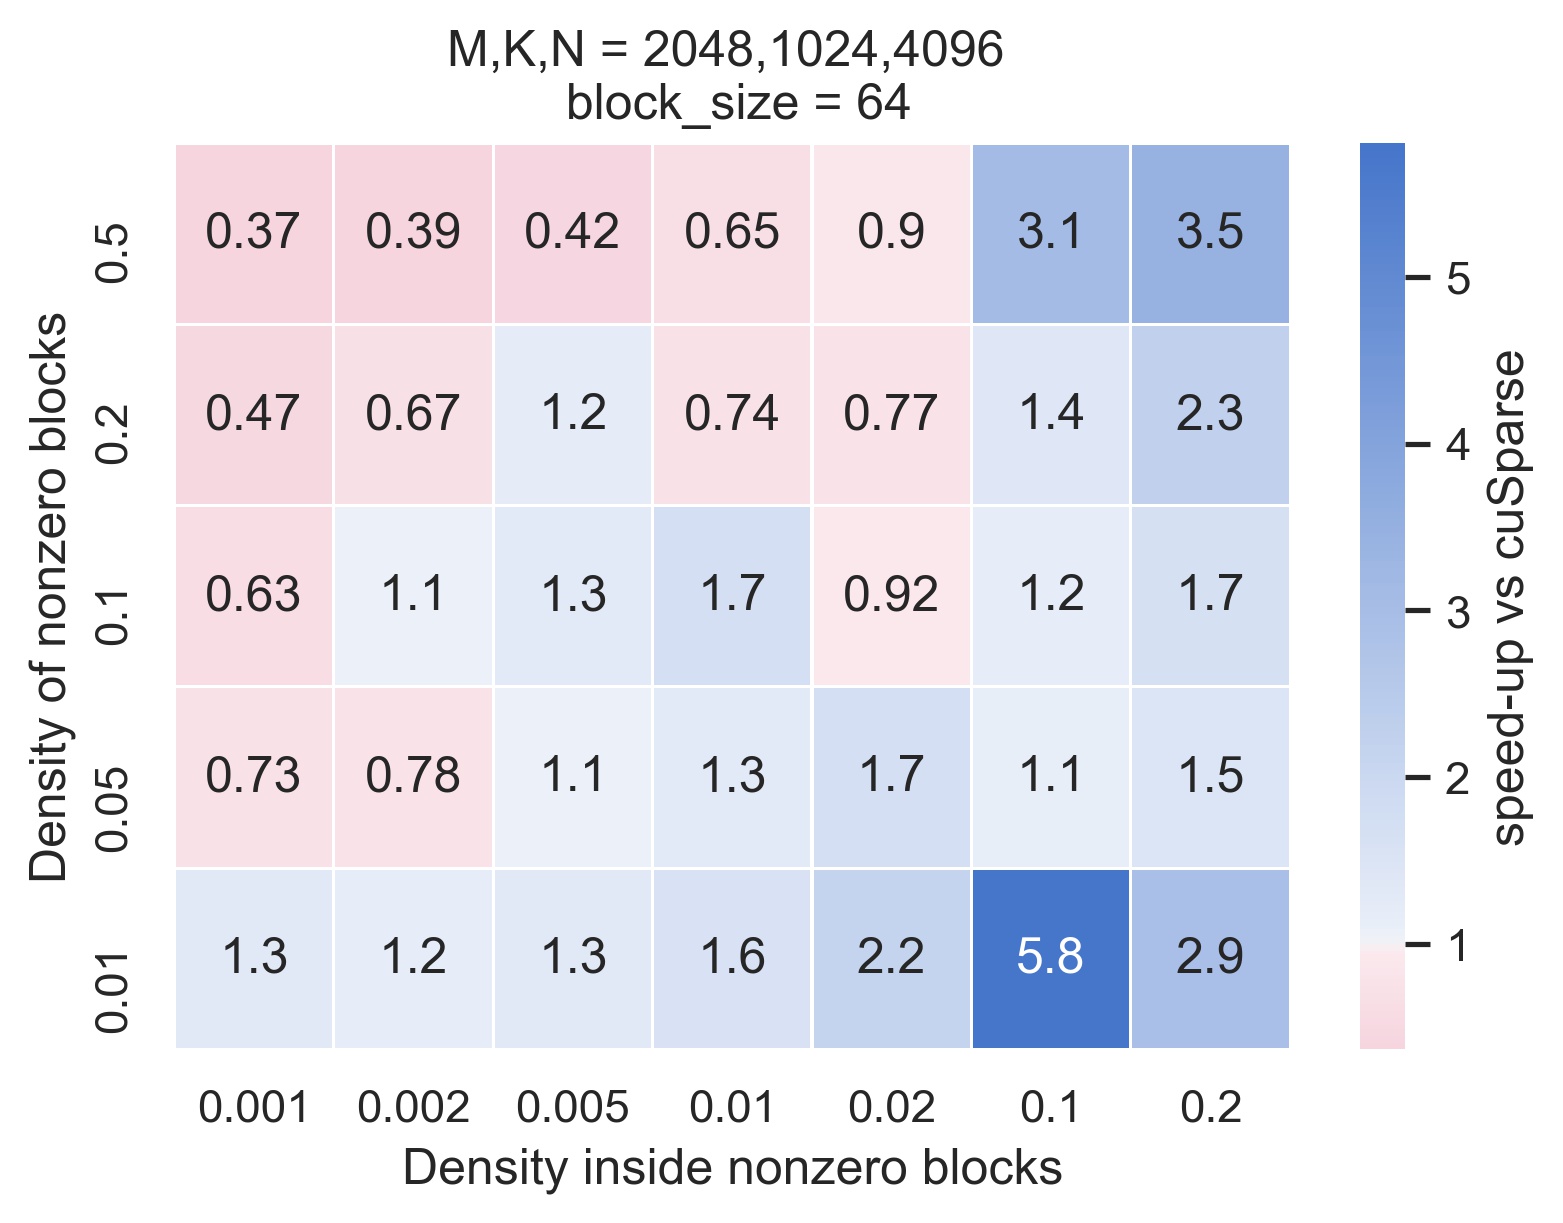 M,K,N = 2048,1024,4096
block_size = 64
Density of nonzero blocks
0.5
0.37 0.39 0.42 0.65 0.9 3.1 3.5
0.2
0.47 0.67 1.2 0.74 0.77 1.4 2.3
0.1
0.63 1.1 1.3 1.7 0.92 1.2 1.7
0.05
0.73 0.78 1.1 1.3 1.7 1.1 1.5
0.01
1.3 1.2 1.3 1.6 2.2 5.8 2.9
0.001 0.002 0.005 0.01 0.02 0.1 0.2
Density inside nonzero blocks
5
4
3
2
1
speed-up vs cuSparse